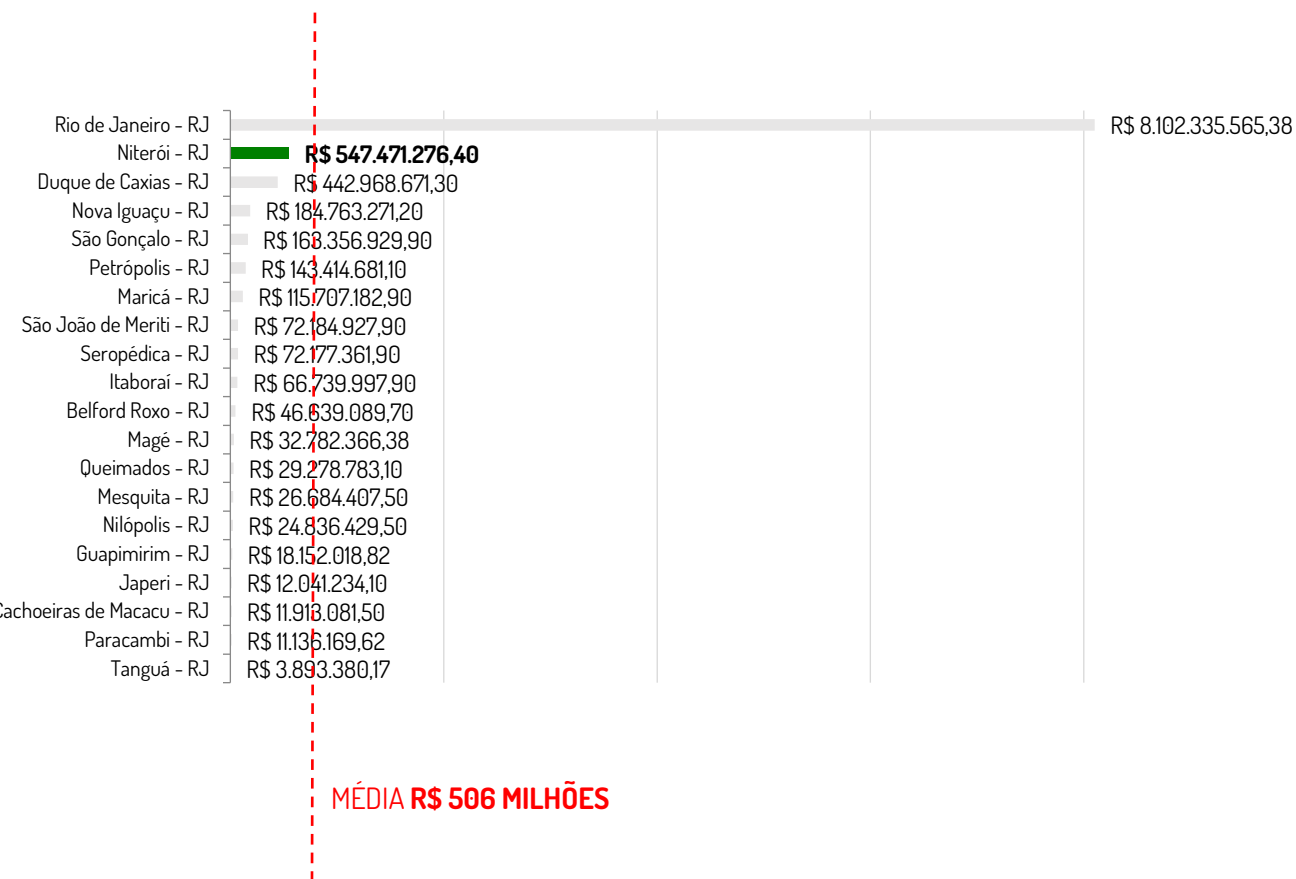 Rio de Janeiro - RJ R$ 8.102.335.565,38
Niterói - RJ R$ 547.471.276,40
Duque de Caxias - RJ R$ 442.968.671,30
Nova Iguaçu - RJ R$ 184.763.271,20
São Gonçalo - RJ R$ 163.356.929,90
Petrópolis - RJ R$ 143.414.681,10
Maricá - RJ R$ 115.707.182,90
São João de Meriti - RJ R$ 72.184.927,90
Seropédica - RJ R$ 72.177.361,90
Itaboraí - RJ R$ 66.739.997,90
Belford Roxo - RJ R$ 46.639.089,70
Magé - RJ R$ 32.782.366,38
Queimados - RJ R$ 29.278.783,10
Mesquita - RJ R$ 26.684.407,50
Nilópolis - RJ R$ 24.836.429,50
Guapimirim - RJ R$ 18.152.018,82
Japeri - RJ R$ 12.041.234,10
Cachoeiras de Macacu - RJ R$ 11.913.081,50
Paracambi - RJ R$ 11.136.169,62
Tanguá - RJ R$ 3.893.380,17
MÉDIA R$ 506 MILHÕES